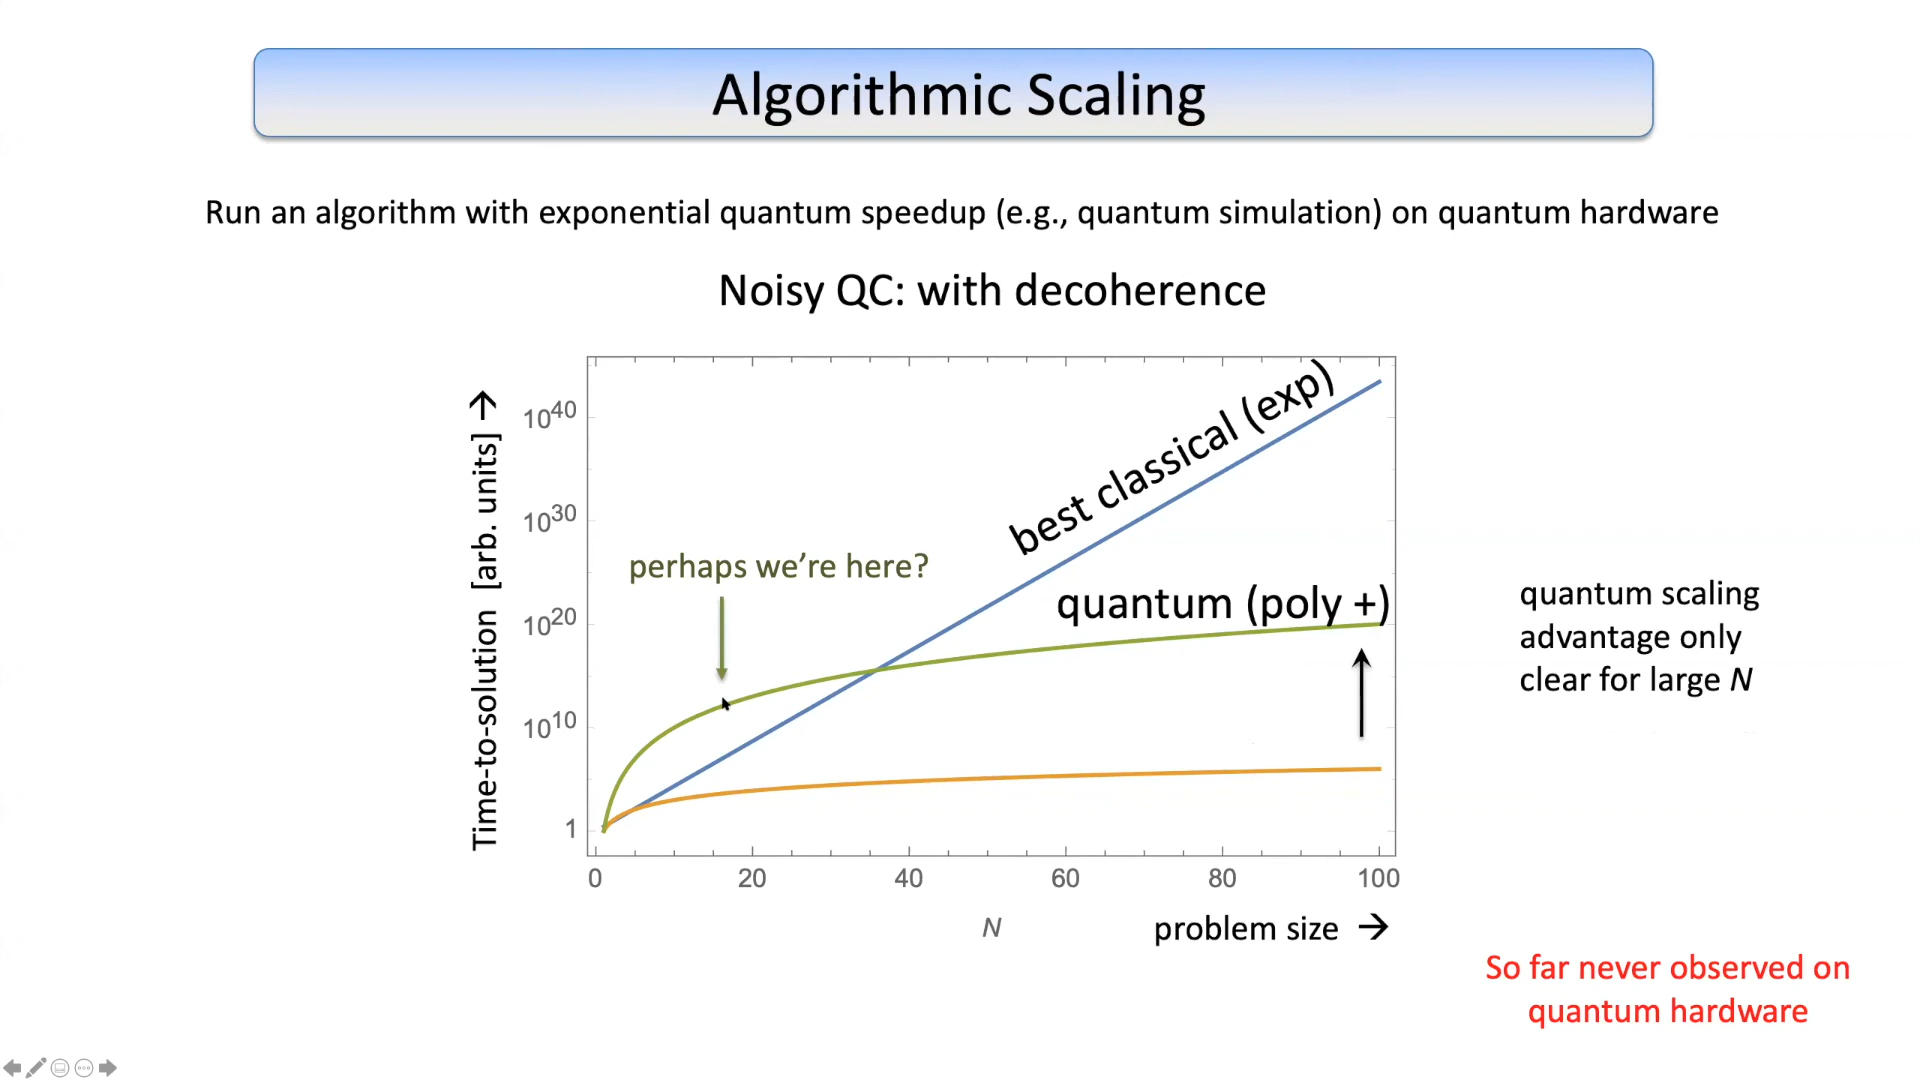 Algorithmic Scaling
Run an algorithm with exponential quantum speedup (e.g., quantum simulation) on quantum hardware
Noisy QC: with decoherence
Time-to-solution [arb. units] →
10^40
10^30
10^20
10^10
1
best classical (exp)
perhaps we're here?
quantum (poly +)
quantum scaling
advantage only
clear for large N
0 20 40 60 80 100
N
problem size →
So far never observed on
quantum hardware